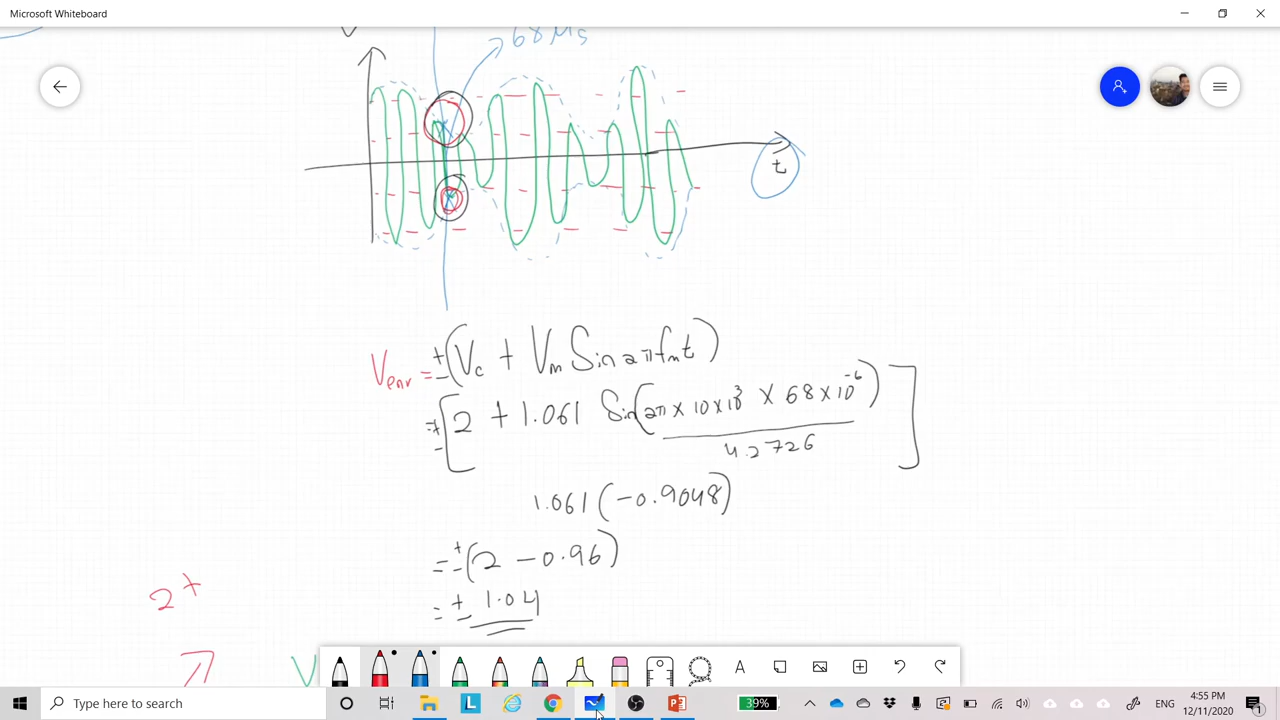 Microsoft Whiteboard
V
68 μs
t
Venv = ± (Vc + Vm Sin 2πfmt)
= ± [2 + 1.061 Sin(2π × 10 × 10³ × 68 × 10⁻⁶)]
4.2726
1.061 (-0.9048)
= ± (2 - 0.96)
= ± 1.04
2 +
V
A
Type here to search
39%
ENG
4:55 PM
12/11/2020
1